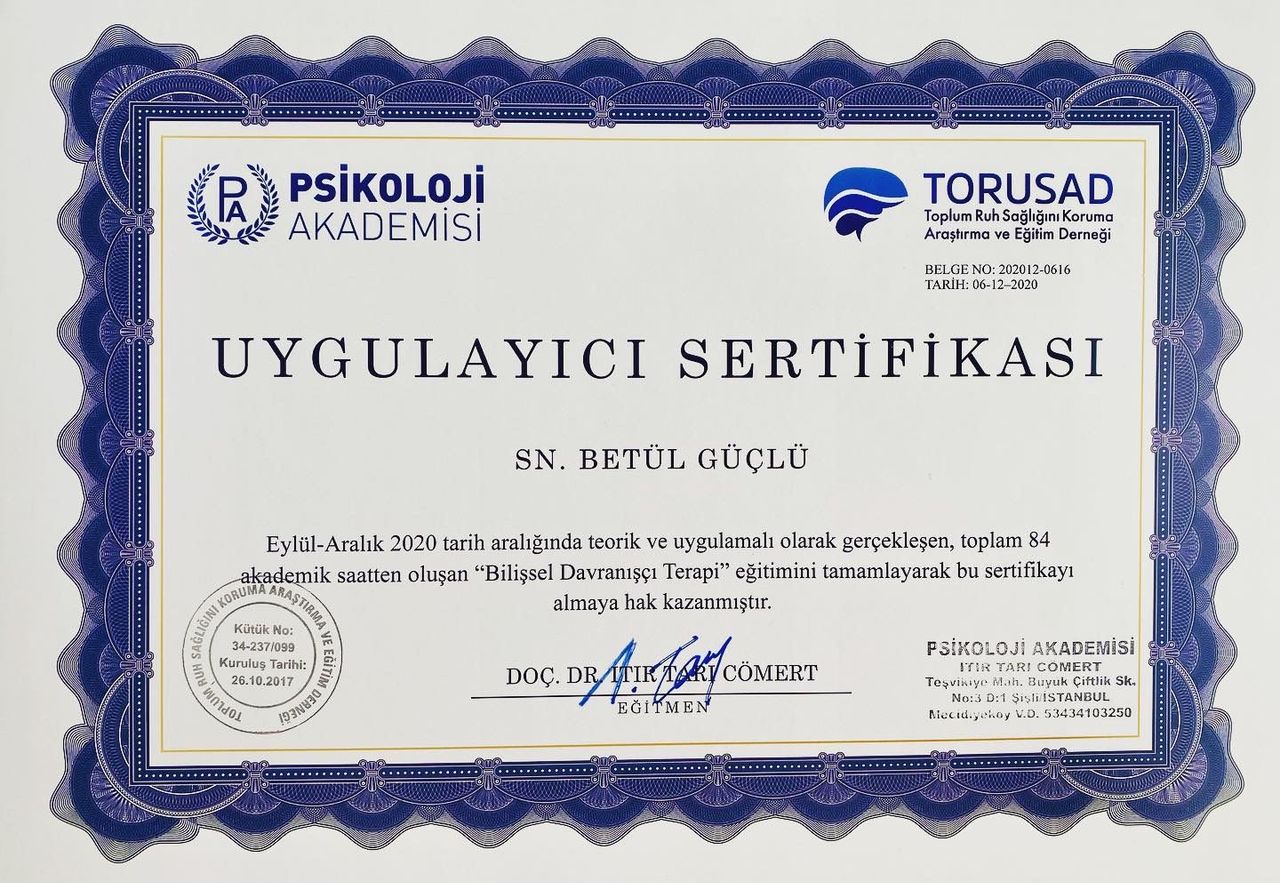 PA
PSİKOLOJİ
AKADEMİSİ
TORUSAD
Toplum Ruh Sağlığını Koruma
Araştırma ve Eğitim Derneği
BELGE NO: 202012-0616
TARİH: 06-12–2020
UYGULAYICI SERTİFİKASI
SN. BETÜL GÜÇLÜ
Eylül-Aralık 2020 tarih aralığında teorik ve uygulamalı olarak gerçekleşen, toplam 84
akademik saatten oluşan “Bilişsel Davranışçı Terapi” eğitimini tamamlayarak bu sertifikayı
almaya hak kazanmıştır.
TOPLUM RUH SAĞLIĞINI KORUMA ARAŞTIRMA VE EĞİTİM DERNEĞİ
Kütük No:
34-237/099
Kuruluş Tarihi:
26.10.2017
DOÇ. DR. ITIR TARI CÖMERT
EĞİTMEN
PSİKOLOJİ AKADEMİSİ
ITIR TARI CÖMERT
Teşvikiye Mah. Büyük Çiftlik Sk.
No:3 D:1 Şişli/İSTANBUL
Mecidiyeköy V.D. 53434103250